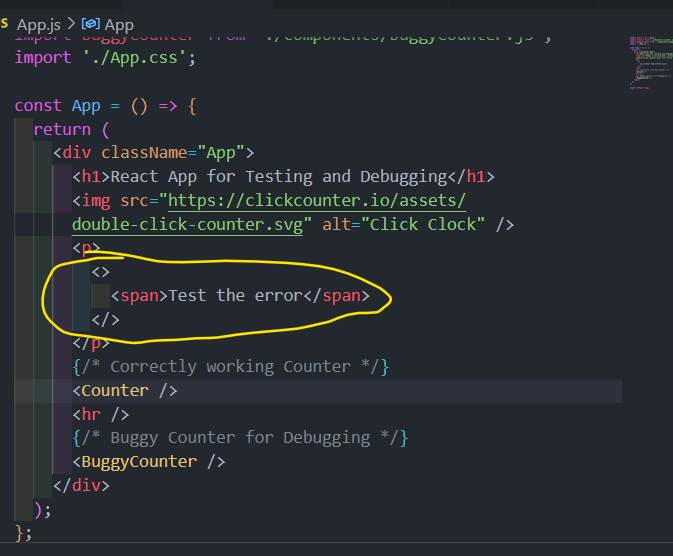 S App.js > App
import BuggyCounter from './components/BuggyCounter.js';
import './App.css';
const App = () => {
return (
<div className="App">
<h1>React App for Testing and Debugging</h1>
<img src="https://clickcounter.io/assets/
double-click-counter.svg" alt="Click Clock" />
<p>
<>
<span>Test the error</span>
</>
</p>
{/* Correctly working Counter */}
<Counter />
<hr />
{/* Buggy Counter for Debugging */}
<BuggyCounter />
</div>
);
};